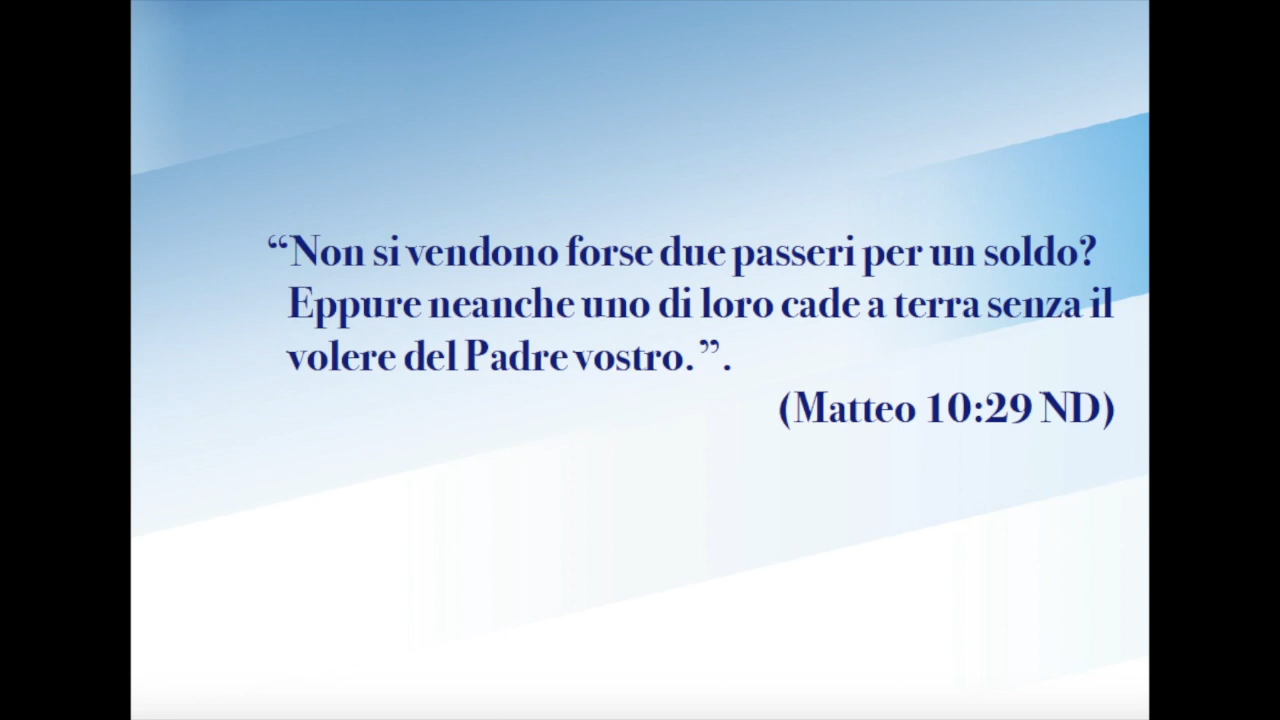 “Non si vendono forse due passeri per un soldo?
Eppure neanche uno di loro cade a terra senza il
volere del Padre vostro.”.
(Matteo 10:29 ND)